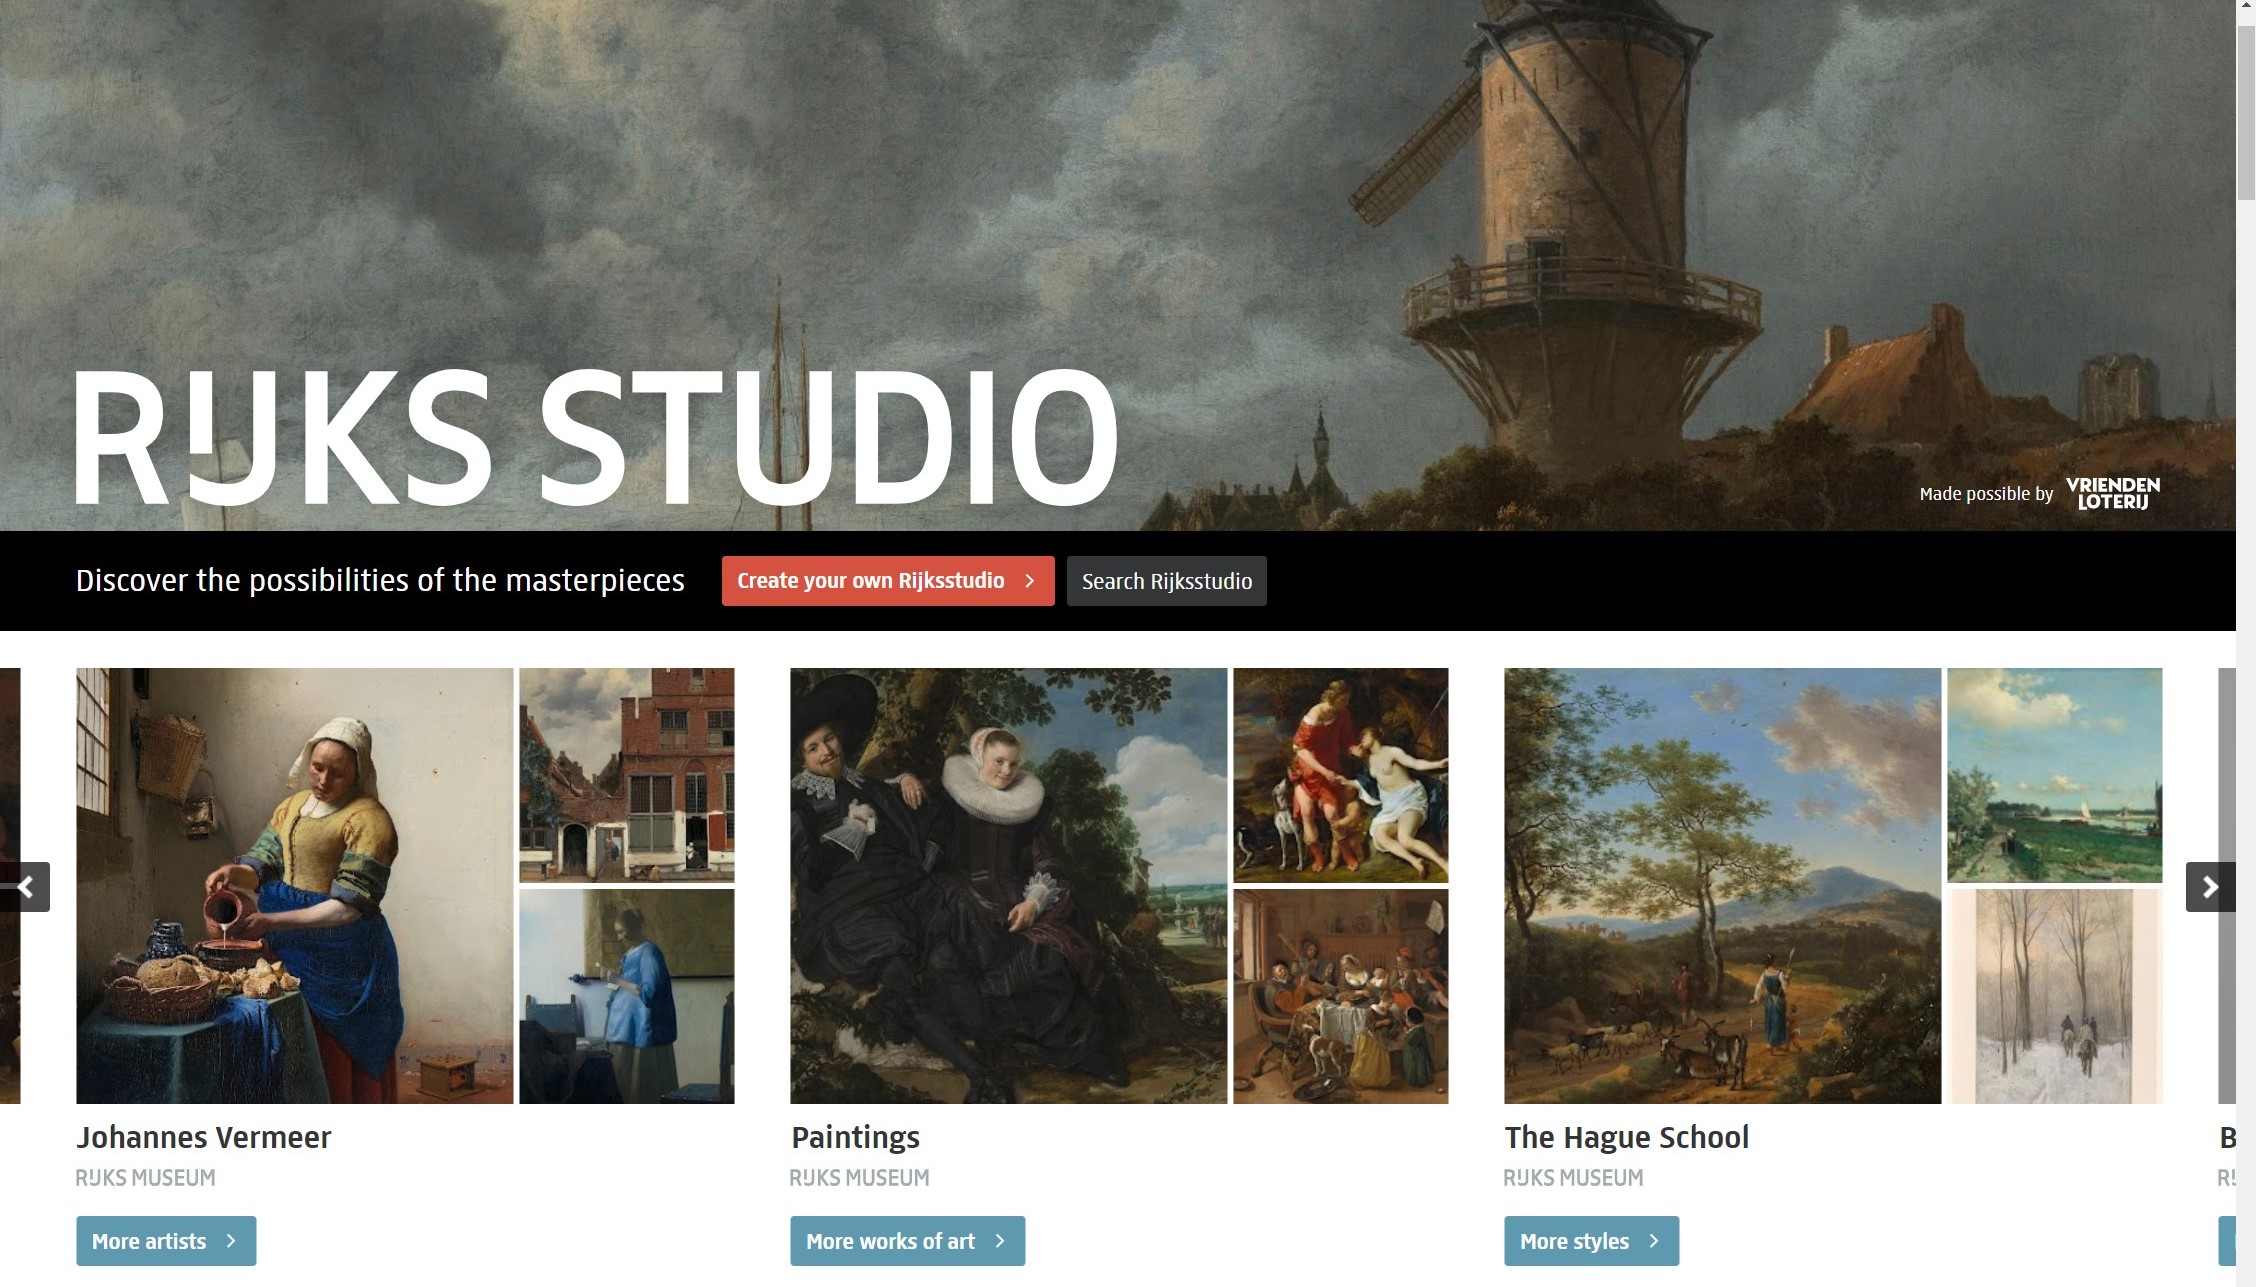 RIJKS STUDIO
Made possible by
VRIENDEN
LOTERIJ
Discover the possibilities of the masterpieces
Create your own Rijksstudio
Search Rijksstudio
Johannes Vermeer
RIJKS MUSEUM
More artists
Paintings
RIJKS MUSEUM
More works of art
The Hague School
RIJKS MUSEUM
More styles